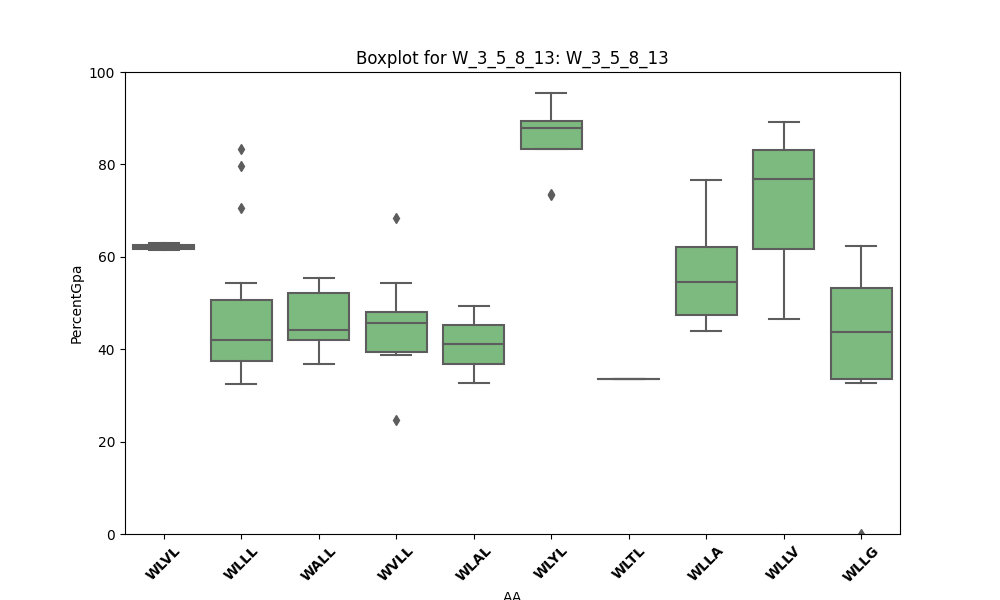 Boxplot for W_3_5_8_13: W_3_5_8_13
100
80
60
40
20
0
PercentGpa
WLVL
WLLL
WALL
WVLL
WLAL
WLYL
WLTL
WLLA
WLLV
WLLG
AA